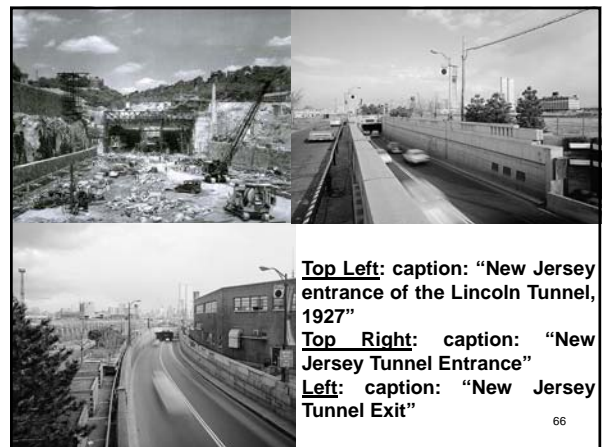 Top Left: caption: “New Jersey
entrance of the Lincoln Tunnel,
1927”
Top Right: caption: “New
Jersey Tunnel Entrance”
Left: caption: “New Jersey
Tunnel Exit”
66